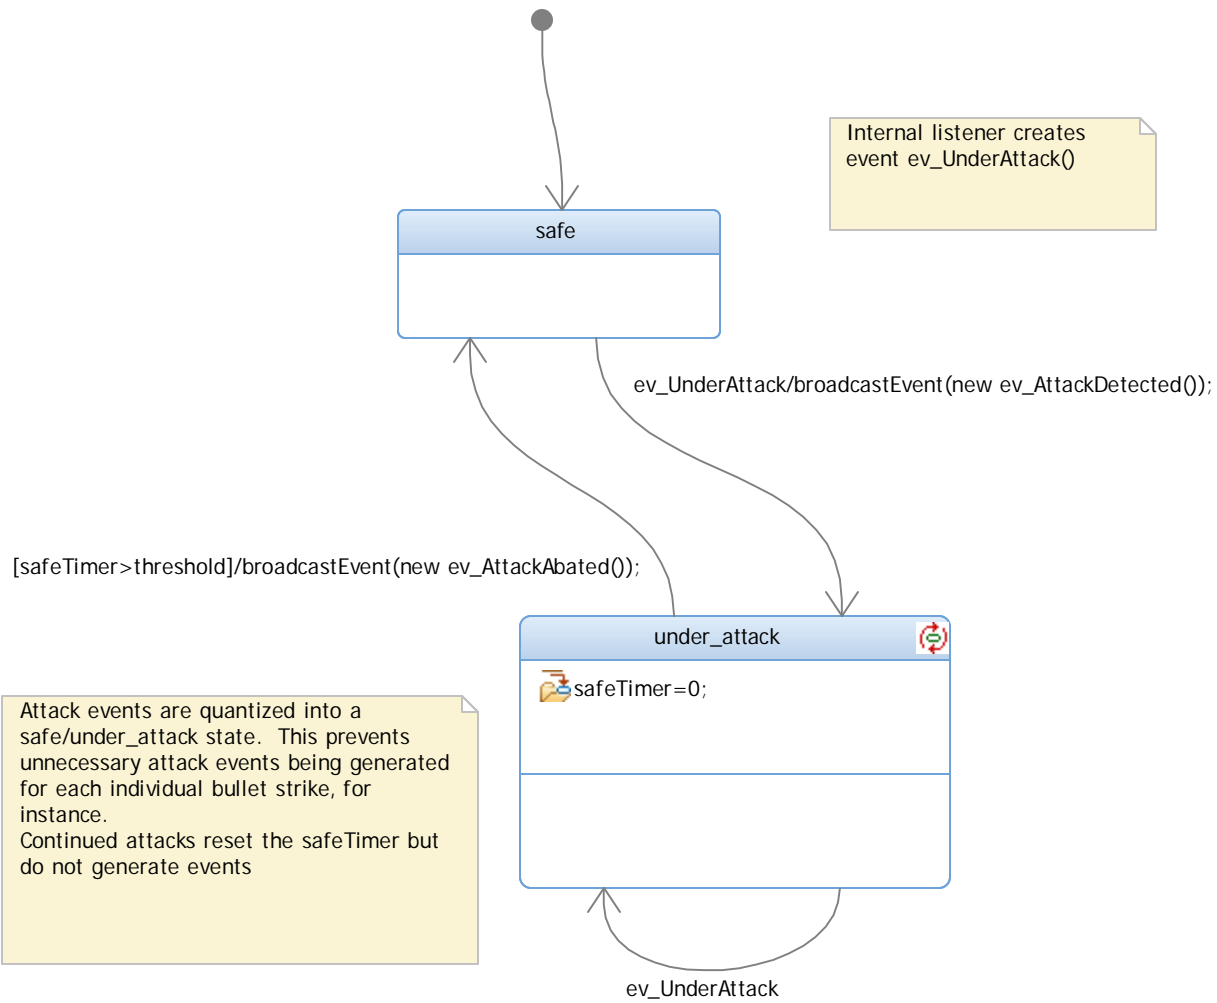 Internal listener creates
event ev_UnderAttack()
safe
ev_UnderAttack/broadcastEvent(new ev_AttackDetected());
[safeTimer>threshold]/broadcastEvent(new ev_AttackAbated());
under_attack
safeTimer=0;
Attack events are quantized into a
safe/under_attack state.  This prevents
unnecessary attack events being generated
for each individual bullet strike, for
instance.
Continued attacks reset the safeTimer but
do not generate events
ev_UnderAttack